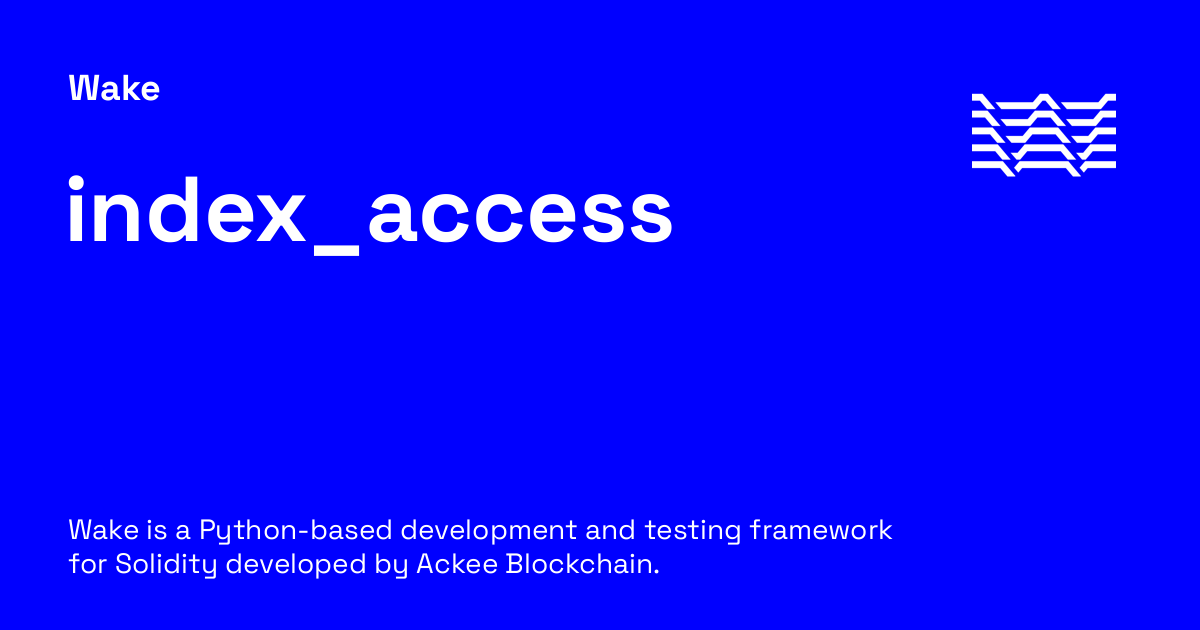 Wake
index_access
Wake is a Python-based development and testing framework
for Solidity developed by Ackee Blockchain.